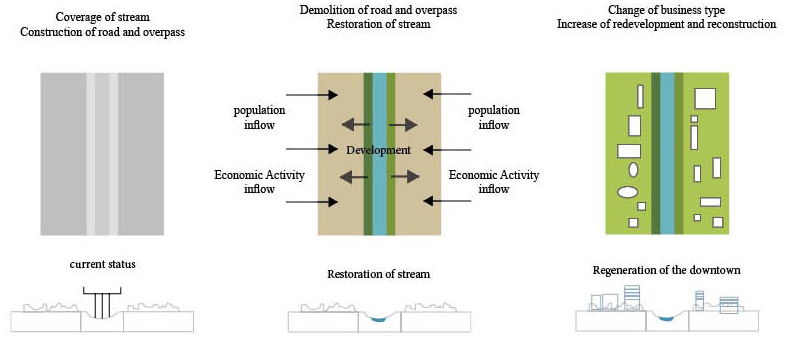 Coverage of stream
Construction of road and overpass
Demolition of road and overpass
Restoration of stream
Change of business type
Increase of redevelopment and reconstruction
population
inflow
population
inflow
Development
Economic Activity
inflow
Economic Activity
inflow
current status
Restoration of stream
Regeneration of the downtown